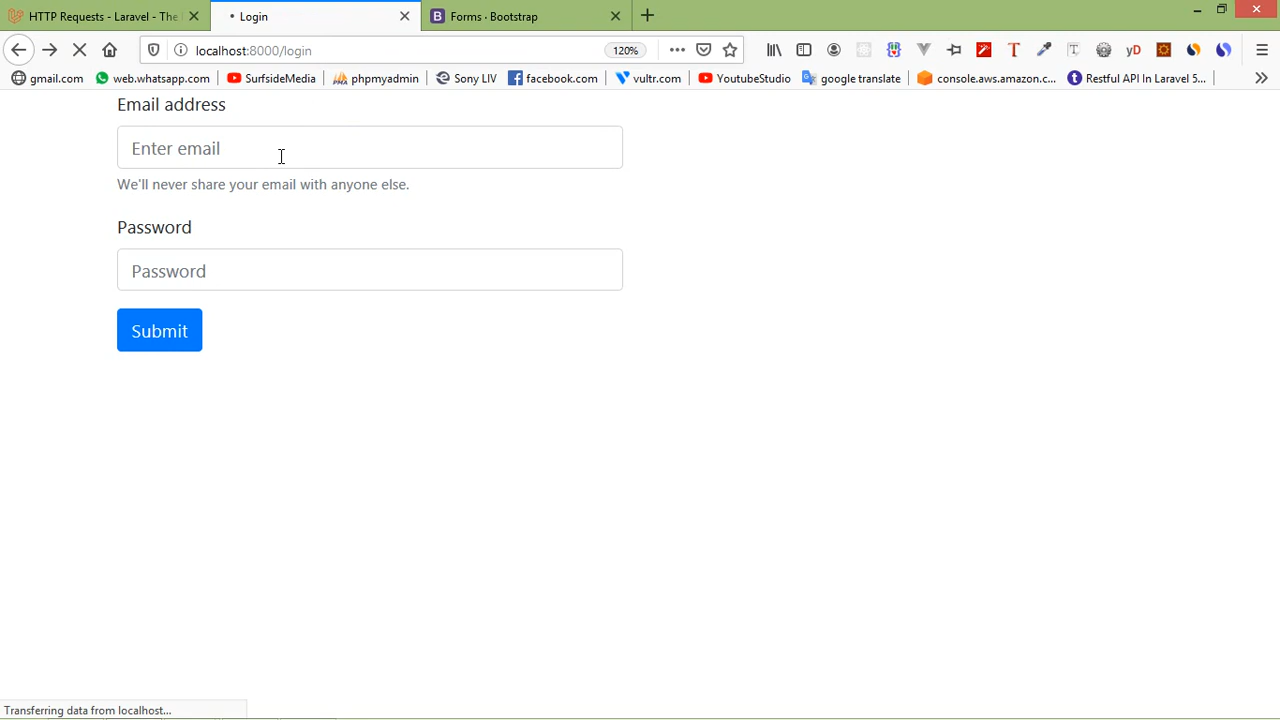 HTTP Requests - Laravel - The
Login
Forms · Bootstrap
localhost:8000/login
120%
gmail.com
web.whatsapp.com
SurfsideMedia
phpmyadmin
Sony LIV
facebook.com
vultr.com
YoutubeStudio
google translate
console.aws.amazon.c...
Restful API In Laravel 5...
Email address
Enter email
We'll never share your email with anyone else.
Password
Password
Submit
Transferring data from localhost...